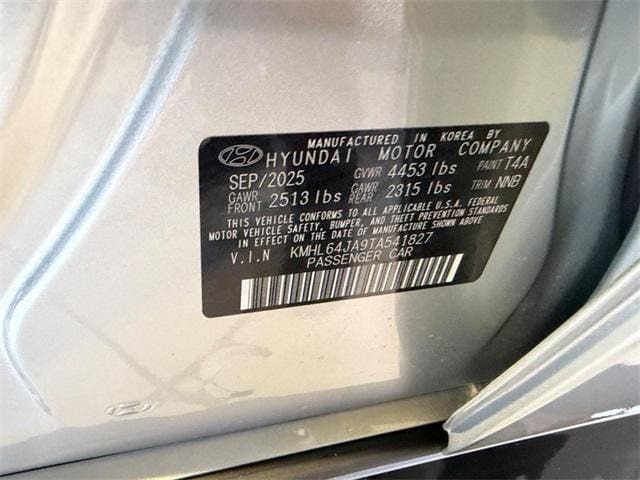 MANUFACTURED IN KOREA BY
HYUNDAI MOTOR COMPANY
SEP/2025 GVWR 4453 lbs PAINT T4A
GAWR FRONT 2513 lbs GAWR REAR 2315 lbs TRIM NNB
THIS VEHICLE CONFORMS TO ALL APPLICABLE U.S.A. FEDERAL
MOTOR VEHICLE SAFETY, BUMPER, AND THEFT PREVENTION STANDARDS
IN EFFECT ON THE DATE OF MANUFACTURE SHOWN ABOVE
V.I.N KMHL64JA9TA541827
PASSENGER CAR